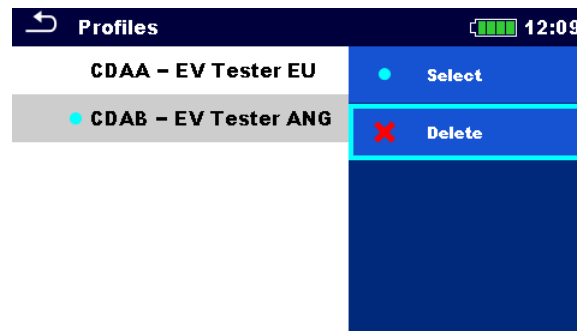 Profiles 12:09
CDAA – EV Tester EU
CDAB – EV Tester ANG
Select
Delete